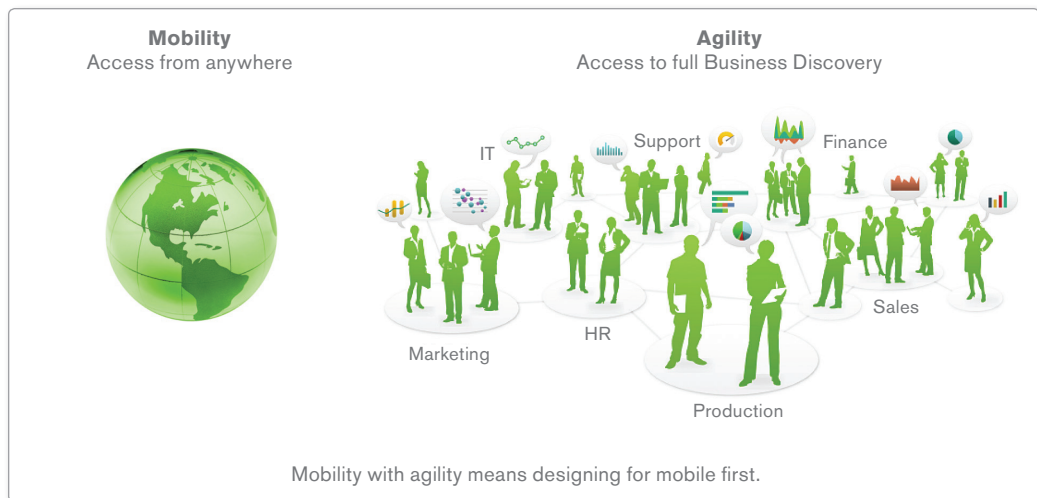 Mobility
Access from anywhere
Agility
Access to full Business Discovery
IT
Support
Finance
Marketing
HR
Sales
Production
Mobility with agility means designing for mobile first.